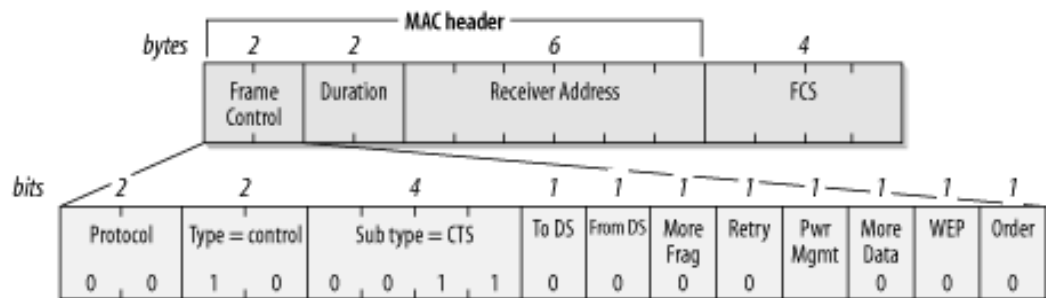 MAC header
bytes 2 2 6 4
Frame Control Duration Receiver Address FCS
bits 2 2 4 1 1 1 1 1 1 1 1
Protocol Type = control Sub type = CTS To DS From DS More Frag Retry Pwr Mgmt More Data WEP Order
0 0 1 0 0 0 1 1 0 0 0 0 0 0 0